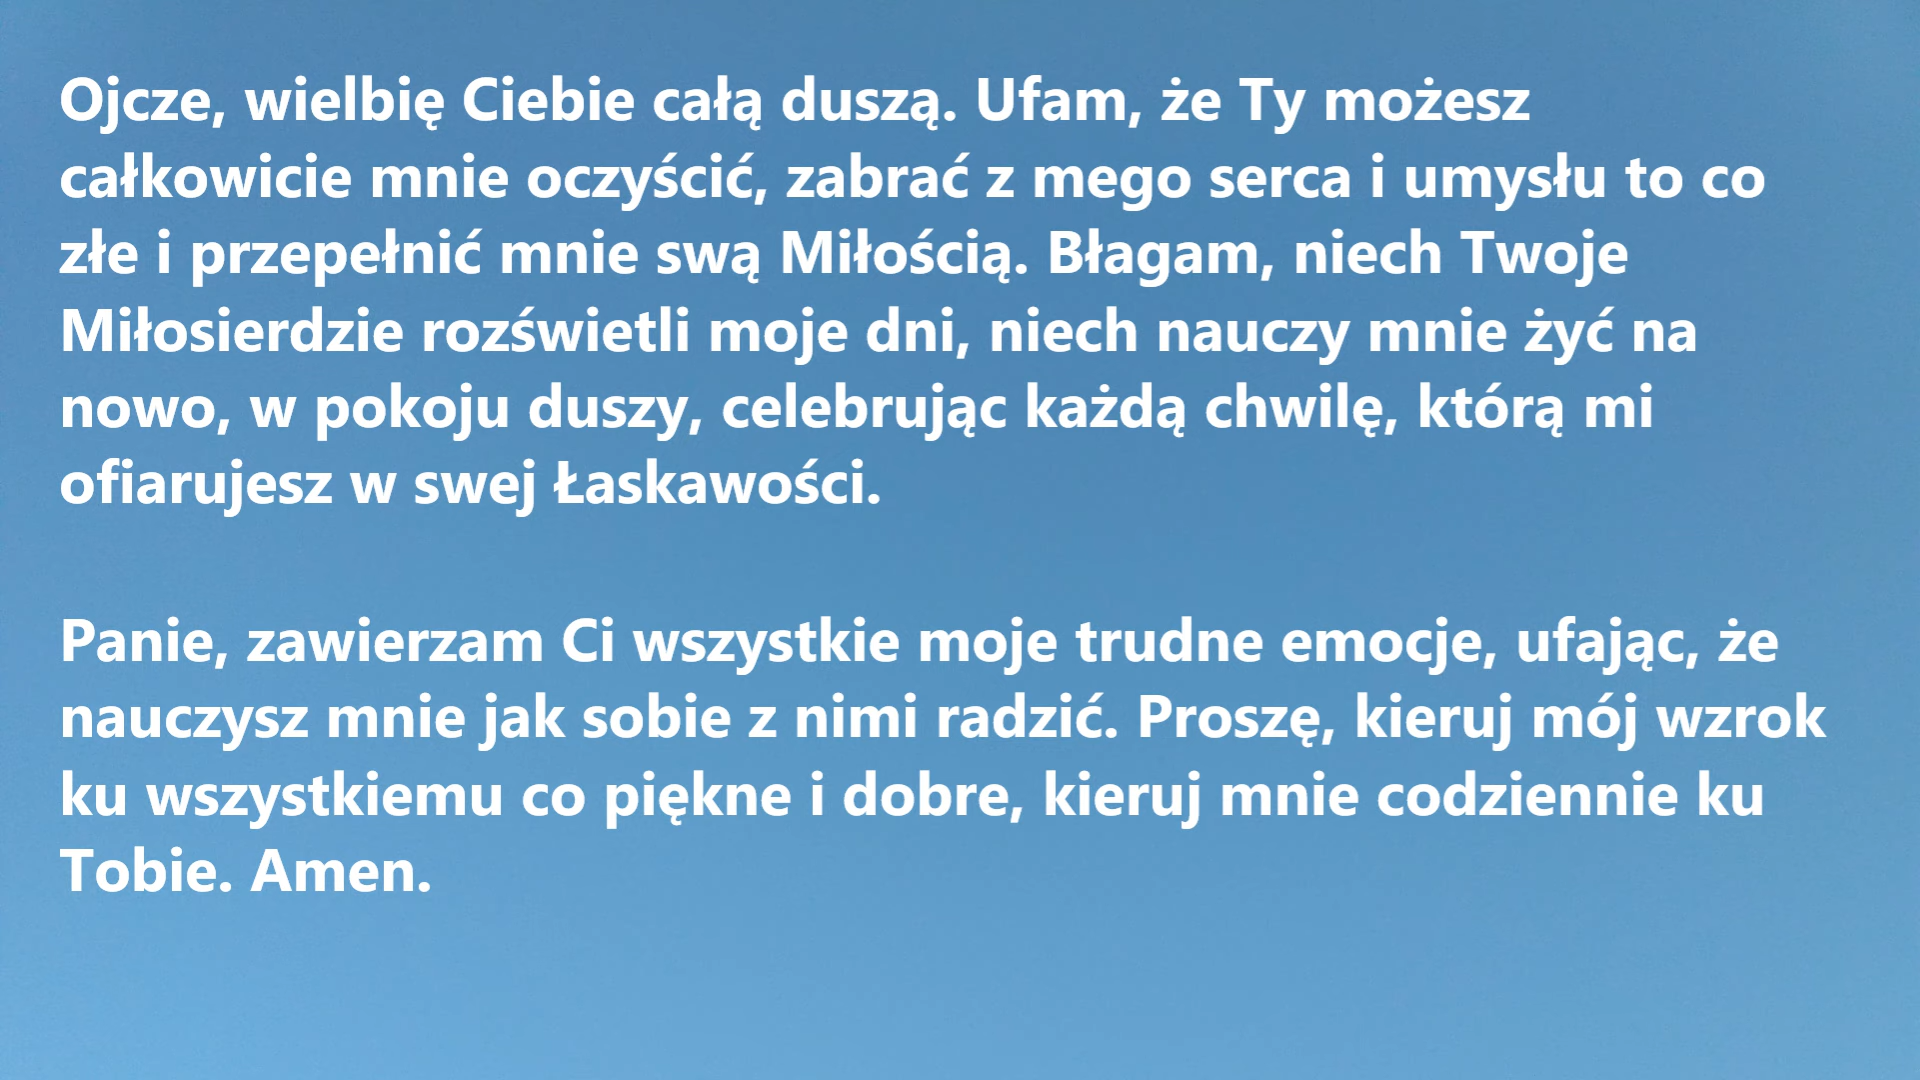 Ojcze, wielbię Ciebie całą duszą. Ufam, że Ty możesz
całkowicie mnie oczyścić, zabrać z mego serca i umysłu to co
złe i przepełnić mnie swą Miłością. Błagam, niech Twoje
Miłosierdzie rozświetli moje dni, niech nauczy mnie żyć na
nowo, w pokoju duszy, celebrując każdą chwilę, którą mi
ofiarujesz w swej Łaskawości.
Panie, zawierzam Ci wszystkie moje trudne emocje, ufając, że
nauczysz mnie jak sobie z nimi radzić. Proszę, kieruj mój wzrok
ku wszystkiemu co piękne i dobre, kieruj mnie codziennie ku
Tobie. Amen.